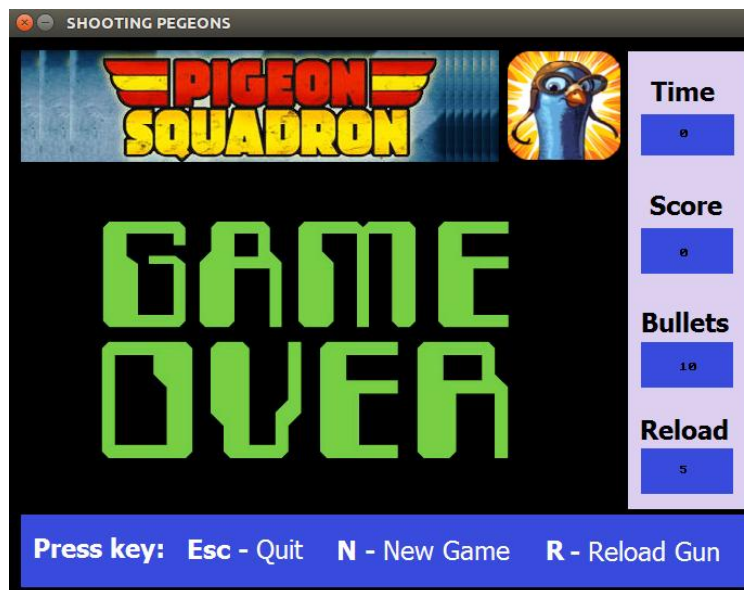 SHOOTING PEGEONS
PIGEON
SQUADRON
Time
0
Score
0
GAME
OVER
Bullets
10
Reload
5
Press key: Esc - Quit N - New Game R - Reload Gun